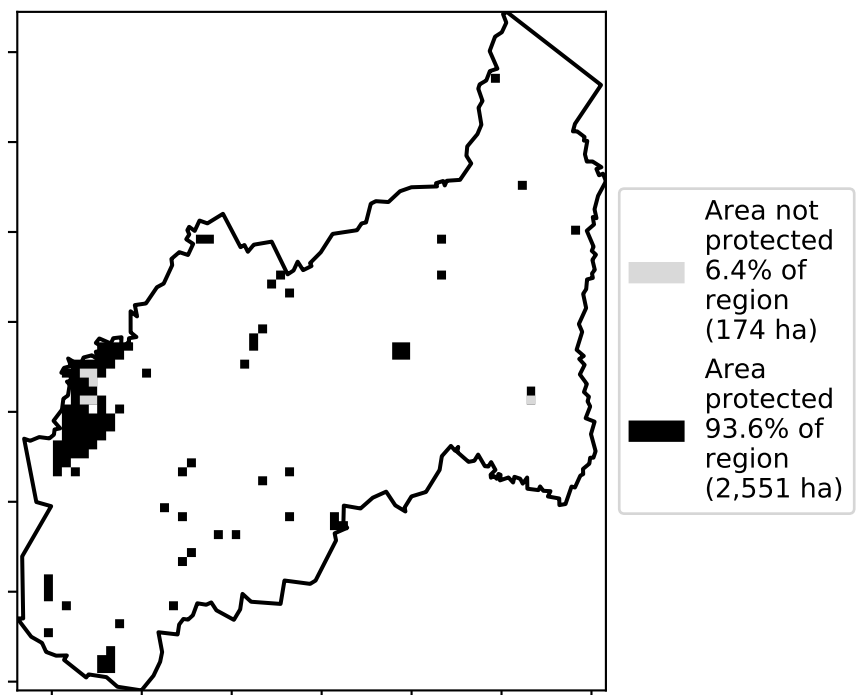 Area not
protected
6.4% of
region
(174 ha)
Area
protected
93.6% of
region
(2,551 ha)